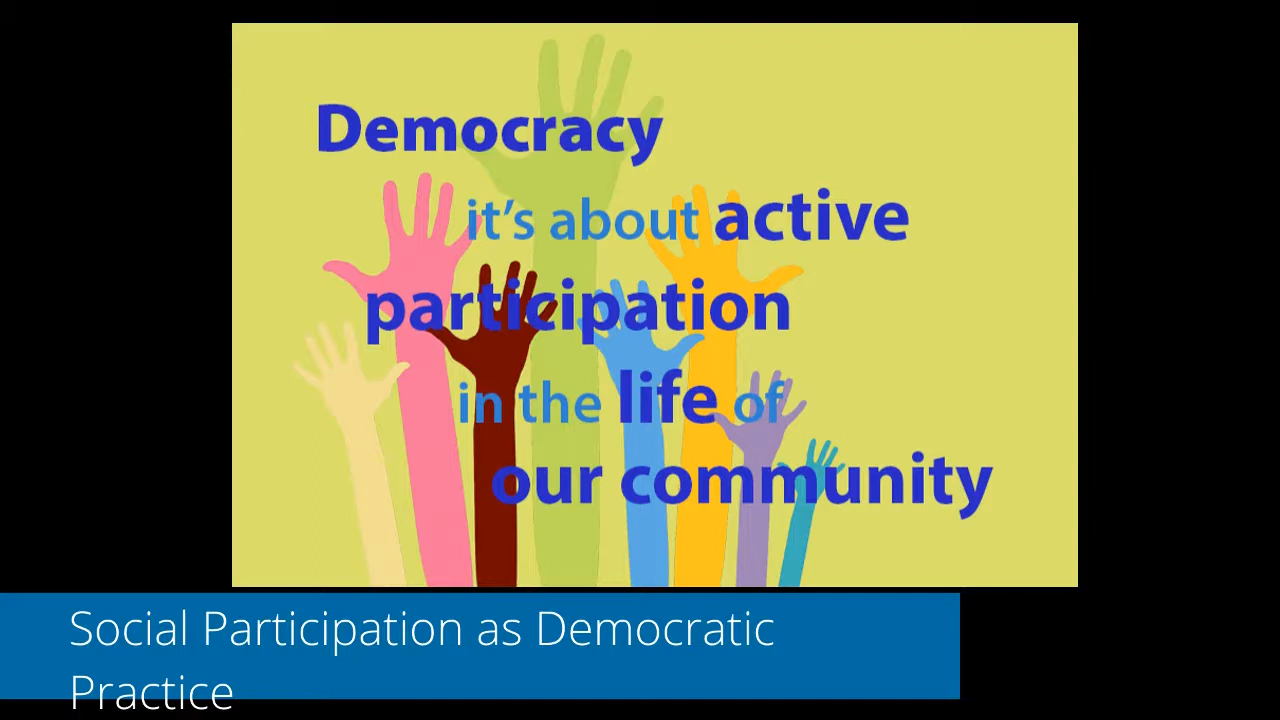 Democracy
it's about active
participation
in the life of
our community
Social Participation as Democratic
Practice